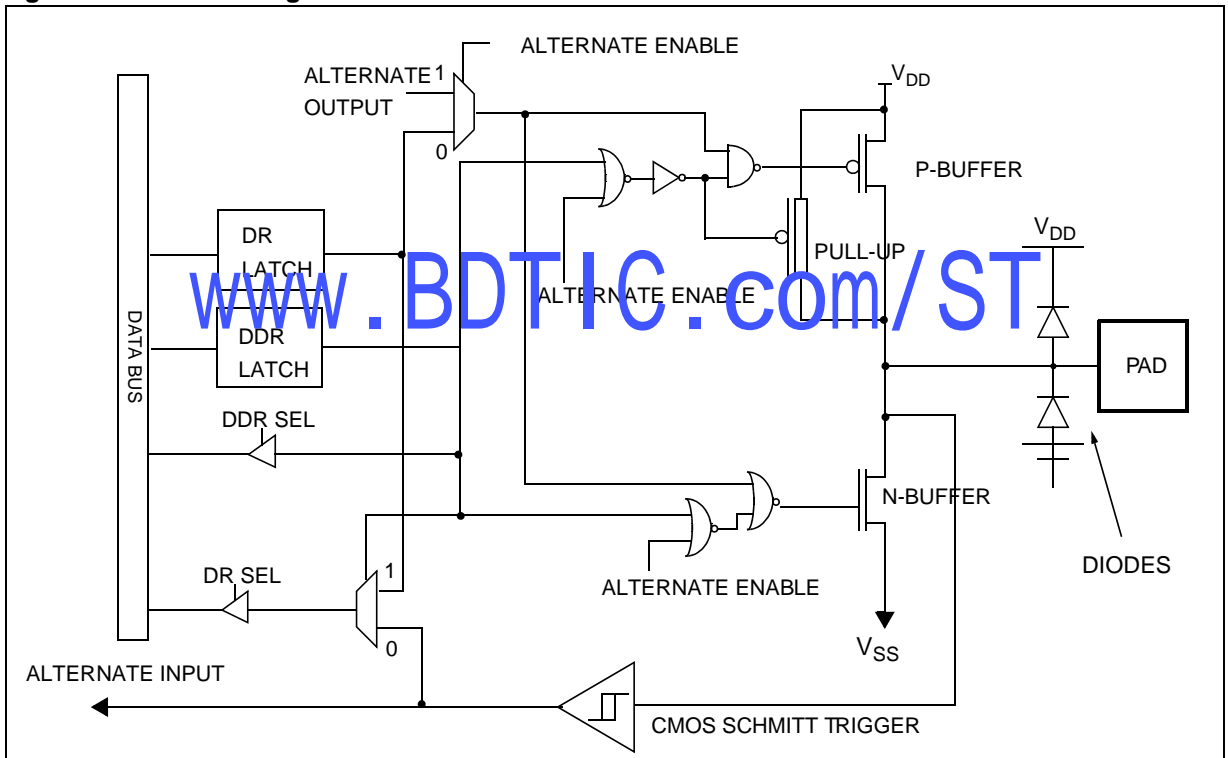 ALTERNATE ENABLE
ALTERNATE 1
OUTPUT
0
VDD
P-BUFFER
DR
LATCH
PULL-UP
VDD
ALTERNATE ENABLE
www.BDTIC.com/ST
DATA BUS
DDR
LATCH
PAD
DDR SEL
N-BUFFER
DIODES
DR SEL
1
ALTERNATE ENABLE
0
VSS
ALTERNATE INPUT
CMOS SCHMITT TRIGGER